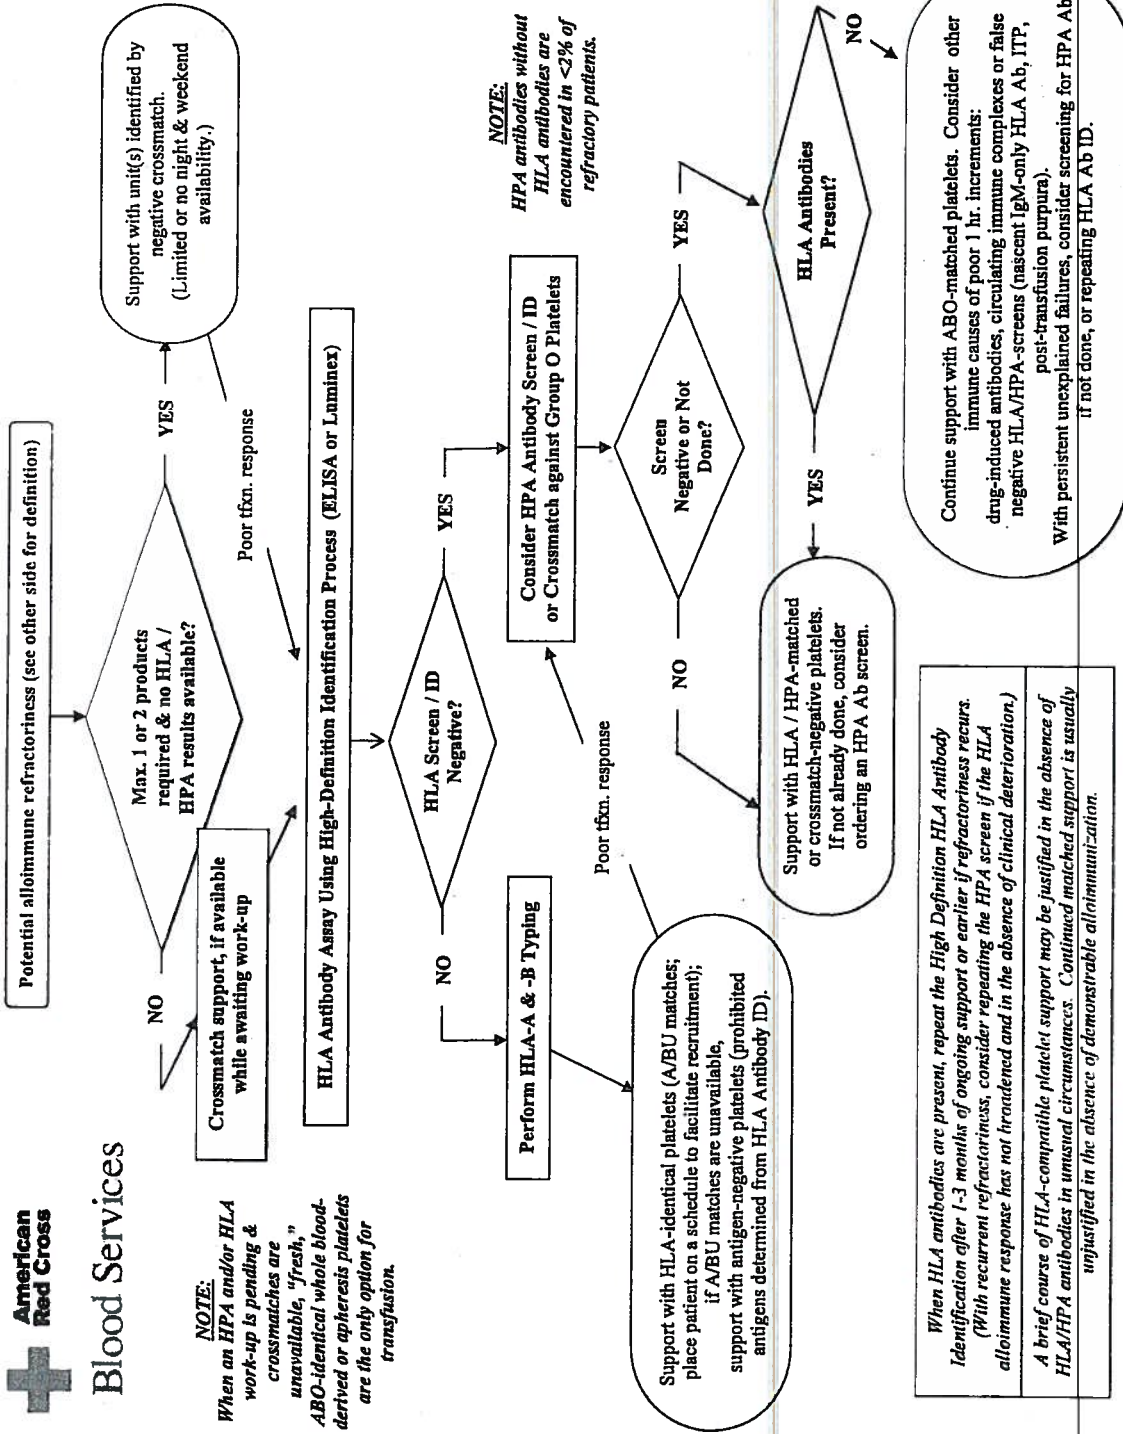 American
Red Cross
Blood Services
Potential alloimmune refractoriness (see other side for definition)
Max. 1 or 2 products
required & no HLA /
HPA results available?
YES
NO
Support with unit(s) identified by
negative crossmatch.
(Limited or no night & weekend
availability.)
Poor tfxn. response
Crossmatch support, if available
while awaiting work-up
NOTE:
When an HPA and/or HLA
work-up is pending &
crossmatches are
unavailable, "fresh,"
ABO-identical whole blood-
derived or apheresis platelets
are the only option for
transfusion.
HLA Antibody Assay Using High-Definition Identification Process (ELISA or Luminex)
HLA Screen / ID
Negative?
NO
YES
Perform HLA-A & -B Typing
Consider HPA Antibody Screen / ID
or Crossmatch against Group O Platelets
NOTE:
HPA antibodies without
HLA antibodies are
encountered in <2% of
refractory patients.
Support with HLA-identical platelets (A/BU matches;
place patient on a schedule to facilitate recruitment);
if A/BU matches are unavailable,
support with antigen-negative platelets (prohibited
antigens determined from HLA Antibody ID).
Poor tfxn. response
Screen
Negative or Not
Done?
NO
YES
HLA Antibodies
Present?
YES
NO
Support with HLA / HPA-matched
or crossmatch-negative platelets.
If not already done, consider
ordering an HPA Ab screen.
Continue support with ABO-matched platelets. Consider other
immune causes of poor 1 hr. increments:
drug-induced antibodies, circulating immune complexes or false
negative HLA/HPA-screens (nascent IgM-only HLA Ab, ITP,
post-transfusion purpura).
With persistent unexplained failures, consider screening for HPA Ab
if not done, or repeating HLA Ab ID.
When HLA antibodies are present, repeat the High Definition HLA Antibody
Identification after 1-3 months of ongoing support or earlier if refractoriness recurs.
(With recurrent refractoriness, consider repeating the HPA screen if the HLA
alloimmune response has not broadened and in the absence of clinical deterioration.)
A brief course of HLA-compatible platelet support may be justified in the absence of
HLA/HPA antibodies in unusual circumstances. Continued matched support is usually
unjustified in the absence of demonstrable alloimmunization.